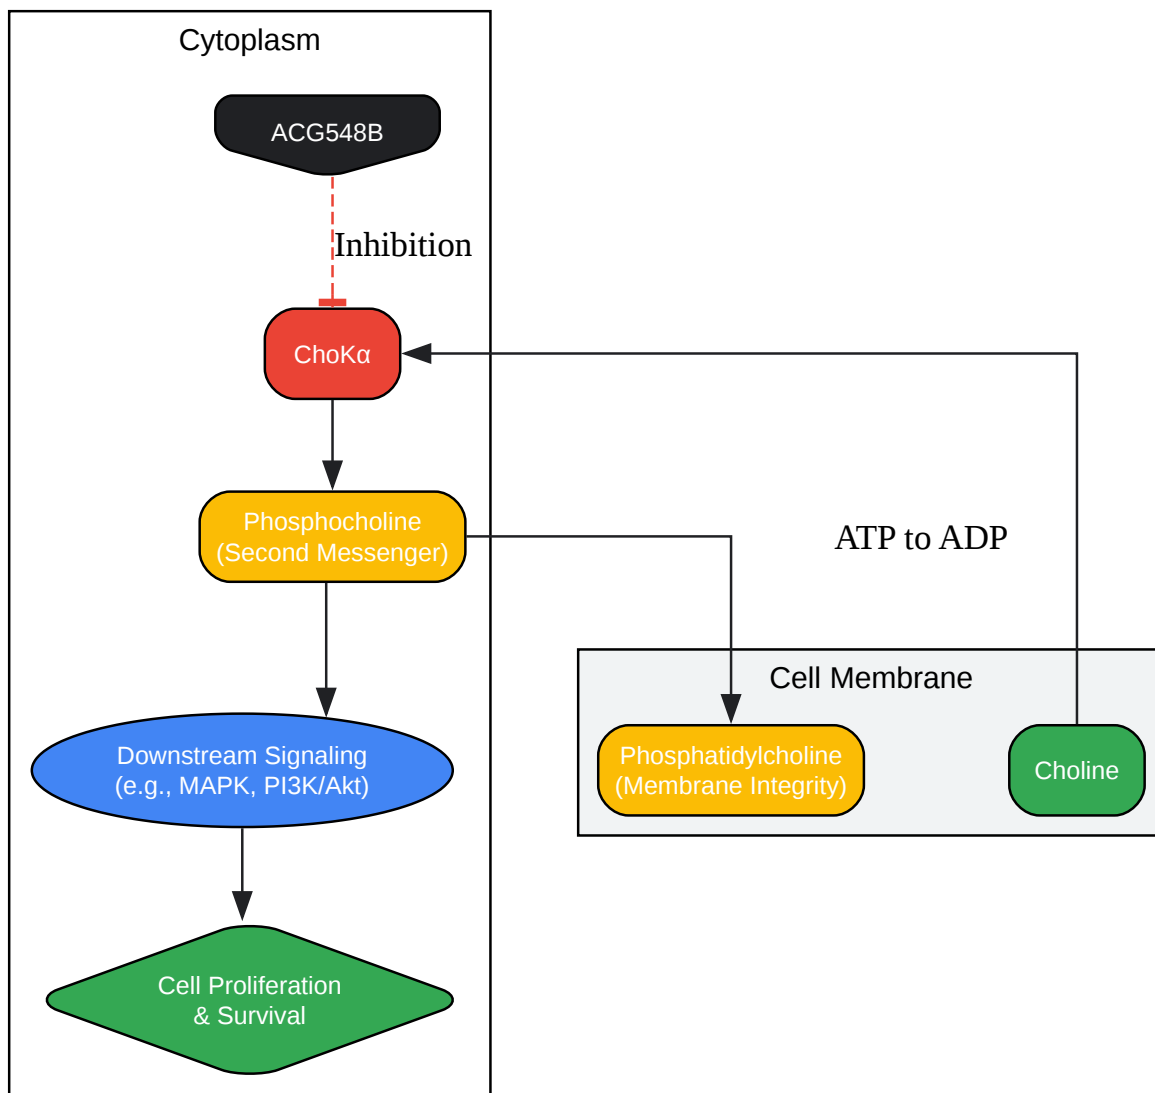 Cytoplasm
ACG548B
Inhibition
ChoKα
Phosphocholine
(Second Messenger)
ATP to ADP
Cell Membrane
Phosphatidylcholine
(Membrane Integrity)
Choline
Downstream Signaling
(e.g., MAPK, PI3K/Akt)
Cell Proliferation
& Survival